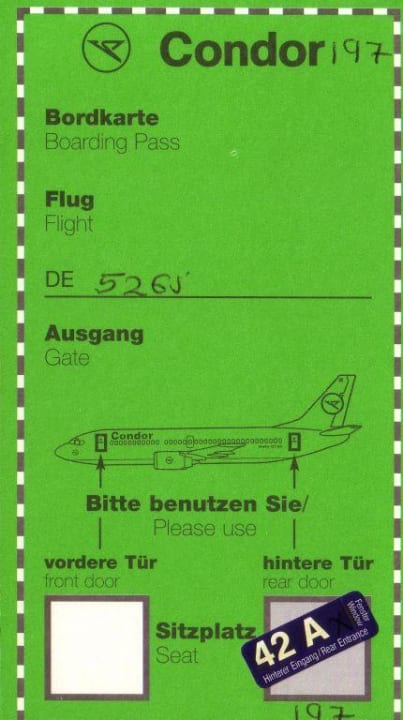 Condor 197
Bordkarte
Boarding Pass
Flug
Flight
DE 5265
Ausgang
Gate
Condor
Bitte benutzen Sie/
Please use
vordere Tür
front door
hintere Tür
rear door
Sitzplatz
Seat
42 A
Fenster
Window
X
Hinterer Eingang/Rear Entrance
197